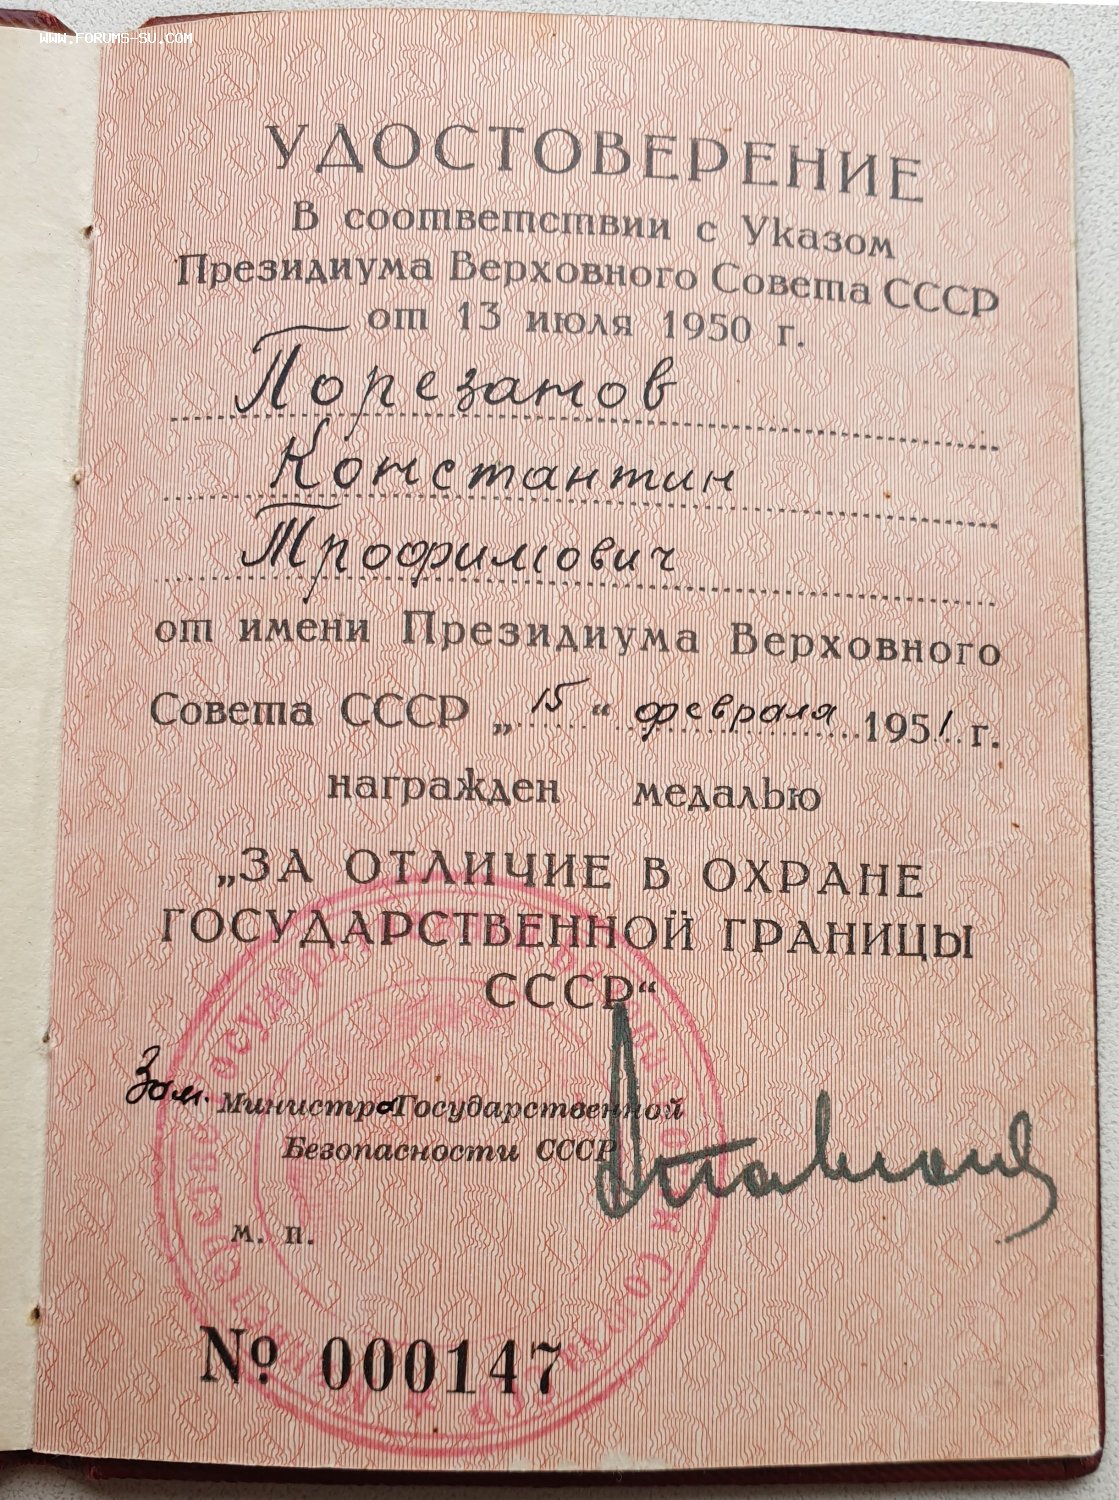 WWW.FORUMS-SU.COM
УДОСТОВЕРЕНИЕ
В соответствии с Указом
Президиума Верховного Совета СССР
от 13 июля 1950 г.
Порезанов
Константин
Трофимович
от имени Президиума Верховного
Совета СССР „15“ февраля 1951 г.
награжден медалью
„ЗА ОТЛИЧИЕ В ОХРАНЕ
ГОСУДАРСТВЕННОЙ ГРАНИЦЫ
СССР“
Зам. Министра Государственной
Безопасности СССР
м. п.
№ 000147